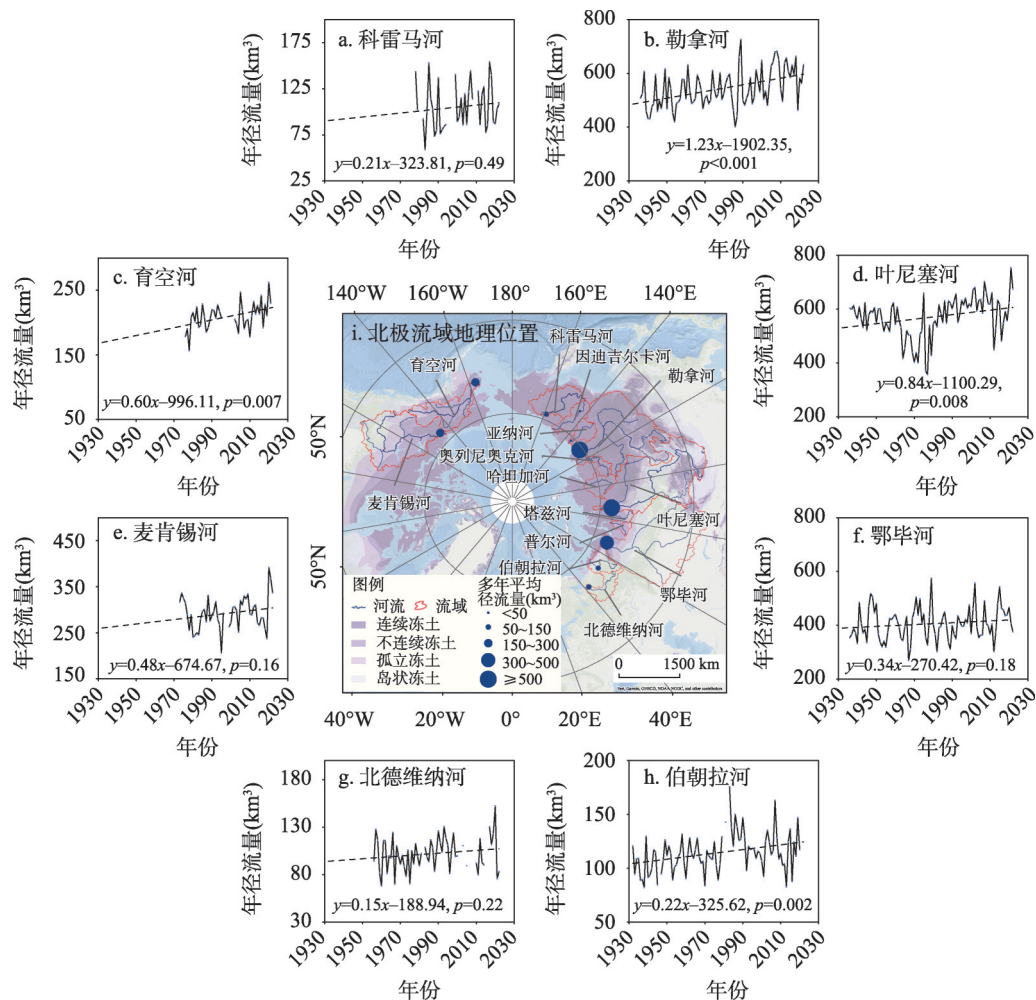 a. 科雷马河
年径流量(km³)
175
125
75
25
y=0.21x–323.81, p=0.49
1930
1950
1970
1990
2010
2030
年份
b. 勒拿河
年径流量(km³)
800
600
400
200
y=1.23x–1902.35,
p<0.001
1930
1950
1970
1990
2010
2030
年份
c. 育空河
年径流量(km³)
250
150
50
y=0.60x–996.11, p=0.007
1930
1950
1970
1990
2010
2030
年份
d. 叶尼塞河
年径流量(km³)
800
600
400
200
y=0.84x–1100.29,
p=0.008
1930
1950
1970
1990
2010
2030
年份
e. 麦肯锡河
年径流量(km³)
450
350
250
150
y=0.48x–674.67, p=0.16
1930
1950
1970
1990
2010
2030
年份
f. 鄂毕河
年径流量(km³)
800
600
400
200
y=0.34x–270.42, p=0.18
1930
1950
1970
1990
2010
2030
年份
g. 北德维纳河
年径流量(km³)
180
130
80
30
y=0.15x–188.94, p=0.22
1930
1950
1970
1990
2010
2030
年份
h. 伯朝拉河
年径流量(km³)
200
150
100
50
y=0.22x–325.62, p=0.002
1930
1950
1970
1990
2010
2030
年份
140°W 160°W 180° 160°E 140°E
i. 北极流域地理位置
科雷马河
因迪吉尔卡河
育空河
勒拿河
50°N
亚纳河
奥列尼奥克河
哈坦加河
麦肯锡河
塔兹河
叶尼塞河
普尔河
50°N
伯朝拉河
鄂毕河
北德维纳河
图例
河流 流域
连续冻土
不连续冻土
孤立冻土
岛状冻土
多年平均
径流量(km³)
<50
50~150
150~300
300~500
≥500
0 1500 km
40°W 20°W 0° 20°E 40°E